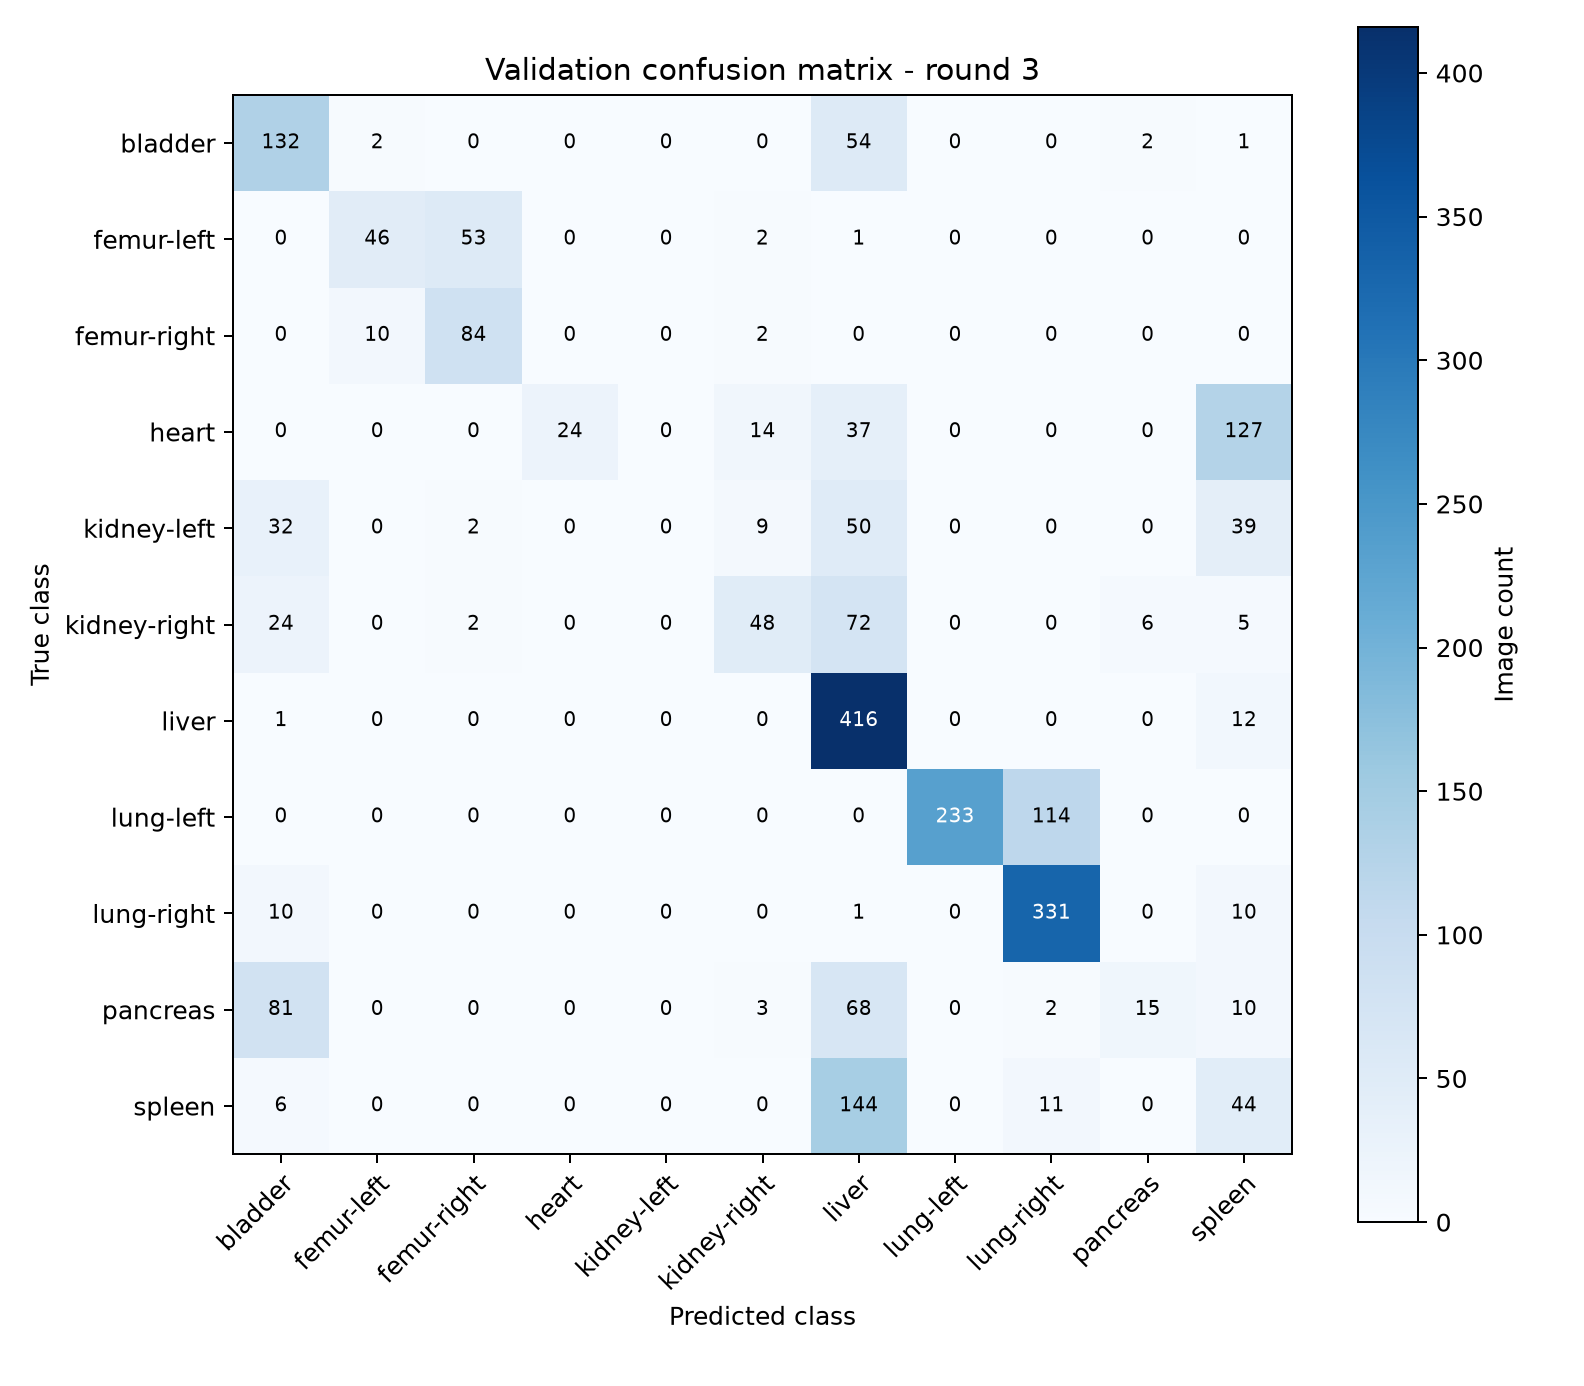 Validation confusion matrix - round 3
bladder 132 2 0 0 0 0 54 0 0 2 1
femur-left 0 46 53 0 0 2 1 0 0 0 0
femur-right 0 10 84 0 0 2 0 0 0 0 0
heart 0 0 0 24 0 14 37 0 0 0 127
kidney-left 32 0 2 0 0 9 50 0 0 0 39
kidney-right 24 0 2 0 0 48 72 0 0 6 5
liver 1 0 0 0 0 0 416 0 0 0 12
lung-left 0 0 0 0 0 0 0 233 114 0 0
lung-right 10 0 0 0 0 0 1 0 331 0 10
pancreas 81 0 0 0 0 3 68 0 2 15 10
spleen 6 0 0 0 0 0 144 0 11 0 44
bladder femur-left femur-right heart kidney-left kidney-right liver lung-left lung-right pancreas spleen
Predicted class
True class
400
350
300
250
200
150
100
50
0
Image count